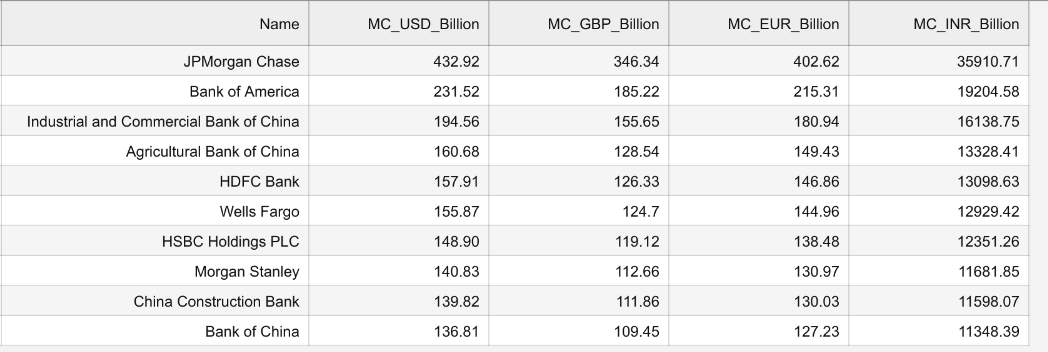 Name MC_USD_Billion MC_GBP_Billion MC_EUR_Billion MC_INR_Billion
JPMorgan Chase 432.92 346.34 402.62 35910.71
Bank of America 231.52 185.22 215.31 19204.58
Industrial and Commercial Bank of China 194.56 155.65 180.94 16138.75
Agricultural Bank of China 160.68 128.54 149.43 13328.41
HDFC Bank 157.91 126.33 146.86 13098.63
Wells Fargo 155.87 124.7 144.96 12929.42
HSBC Holdings PLC 148.90 119.12 138.48 12351.26
Morgan Stanley 140.83 112.66 130.97 11681.85
China Construction Bank 139.82 111.86 130.03 11598.07
Bank of China 136.81 109.45 127.23 11348.39